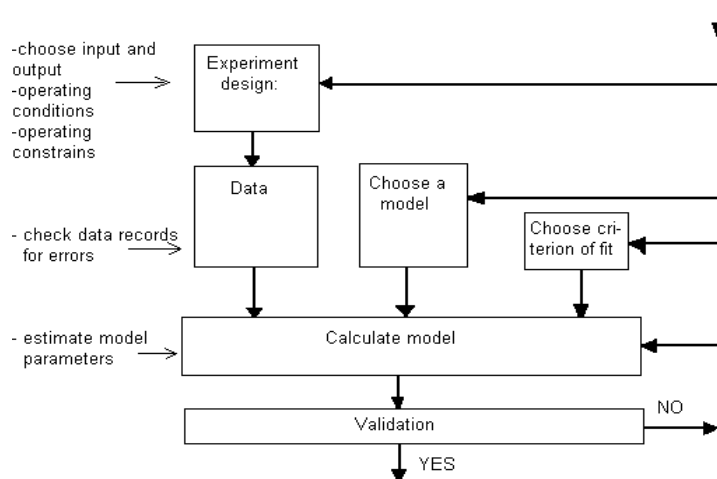 -choose input and
output
-operating
conditions
-operating
constrains
Experiment
design:
Data
Choose a
model
Choose cri-
terion of fit
- check data records
for errors
- estimate model
parameters
Calculate model
Validation
NO
YES